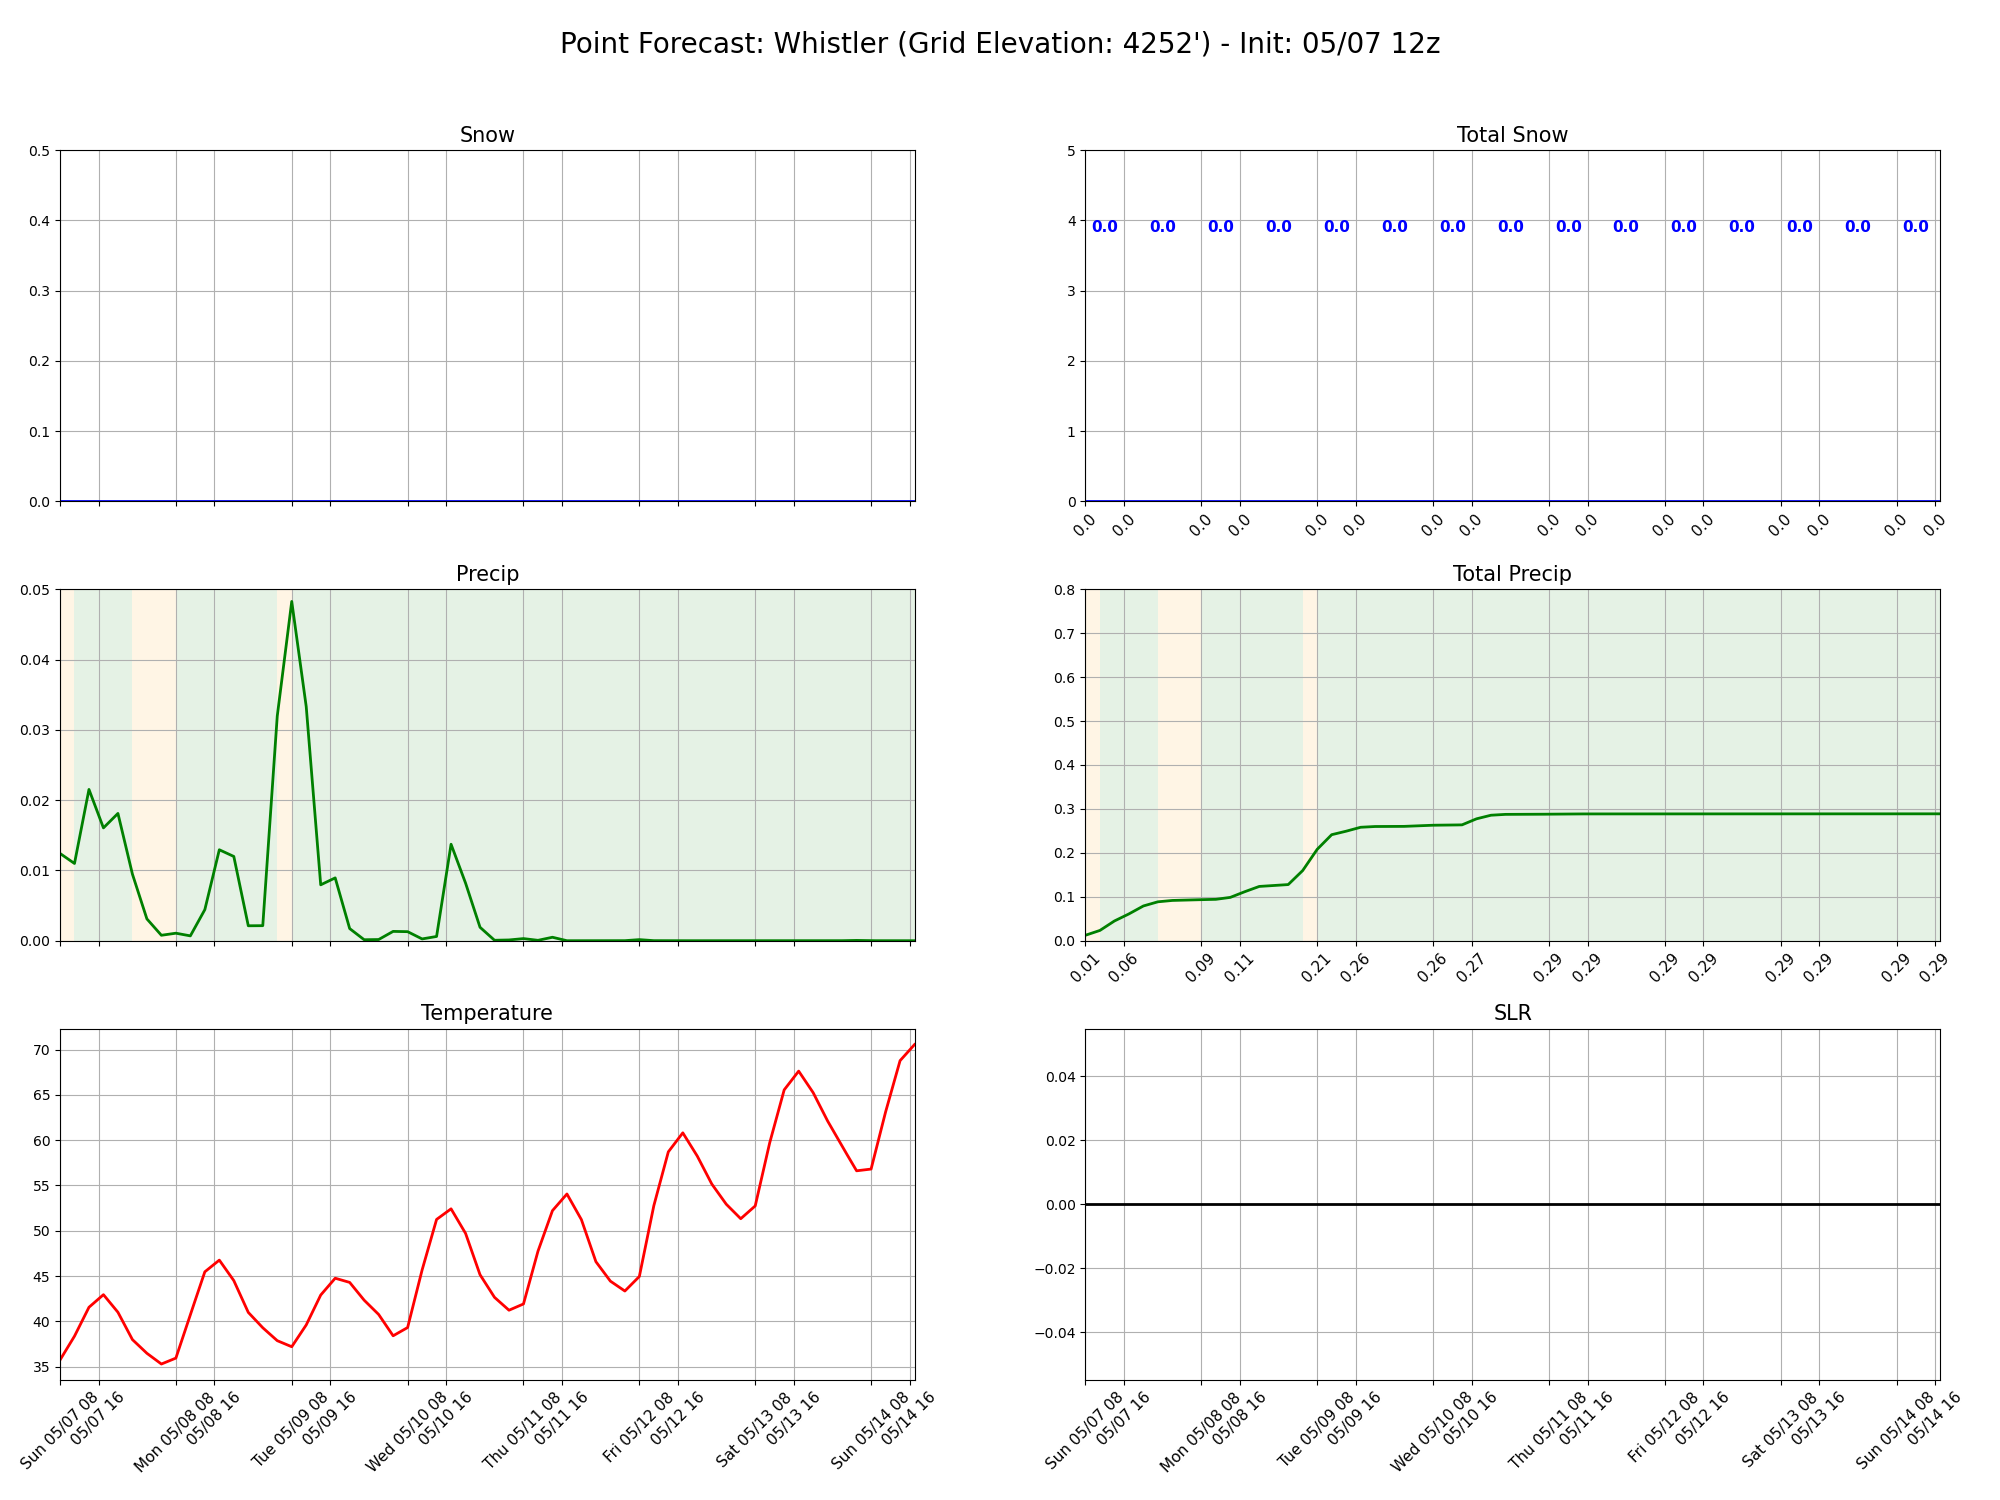 Point Forecast: Whistler (Grid Elevation: 4252') - Init: 05/07 12z
Snow
0.5
0.4
0.3
0.2
0.1
0.0
Total Snow
5
4
3
2
1
0
0.0 0.0 0.0 0.0 0.0 0.0 0.0 0.0 0.0 0.0 0.0 0.0 0.0 0.0 0.0
0.0 0.0 0.0 0.0 0.0 0.0 0.0 0.0 0.0 0.0 0.0 0.0 0.0 0.0 0.0 0.0
Precip
0.05
0.04
0.03
0.02
0.01
0.00
Total Precip
0.8
0.7
0.6
0.5
0.4
0.3
0.2
0.1
0.0
0.01 0.06 0.09 0.11 0.21 0.26 0.26 0.27 0.29 0.29 0.29 0.29 0.29 0.29 0.29 0.29
Temperature
70
65
60
55
50
45
40
35
Sun 05/07 08
05/07 16
Mon 05/08 08
05/08 16
Tue 05/09 08
05/09 16
Wed 05/10 08
05/10 16
Thu 05/11 08
05/11 16
Fri 05/12 08
05/12 16
Sat 05/13 08
05/13 16
Sun 05/14 08
05/14 16
SLR
0.04
0.02
0.00
−0.02
−0.04
Sun 05/07 08
05/07 16
Mon 05/08 08
05/08 16
Tue 05/09 08
05/09 16
Wed 05/10 08
05/10 16
Thu 05/11 08
05/11 16
Fri 05/12 08
05/12 16
Sat 05/13 08
05/13 16
Sun 05/14 08
05/14 16